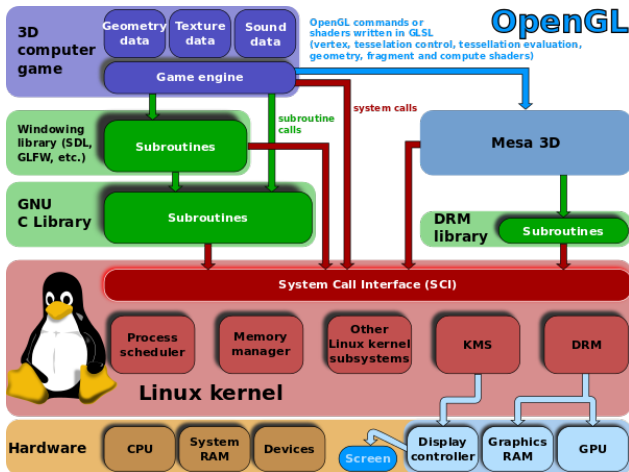 3D
computer
game
Geometry
data
Texture
data
Sound
data
Game engine
OpenGL commands or
shaders written in GLSL
(vertex, tesselation control, tessellation evaluation,
geometry, fragment and compute shaders)
OpenGL
subroutine
calls
system calls
Windowing
library (SDL,
GLFW, etc.)
Subroutines
Mesa 3D
GNU
C Library
Subroutines
DRM
library
Subroutines
System Call Interface (SCI)
Process
scheduler
Memory
manager
Other
Linux kernel
subsystems
KMS
DRM
Linux kernel
Hardware
CPU
System
RAM
Devices
Screen
Display
controller
Graphics
RAM
GPU